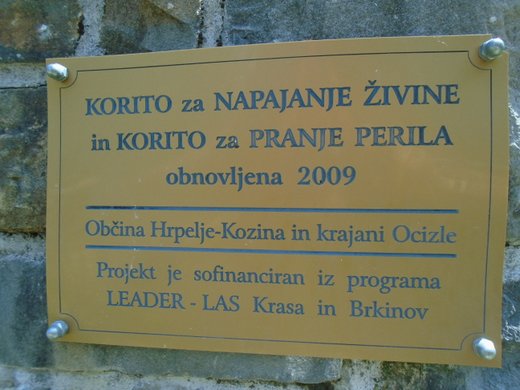 KORITO za NAPAJANJE ŽIVINE
in KORITO za PRANJE PERILA
obnovljena 2009
Občina Hrpelje-Kozina in krajani Ocizle
Projekt je sofinanciran iz programa
LEADER - LAS Krasa in Brkinov